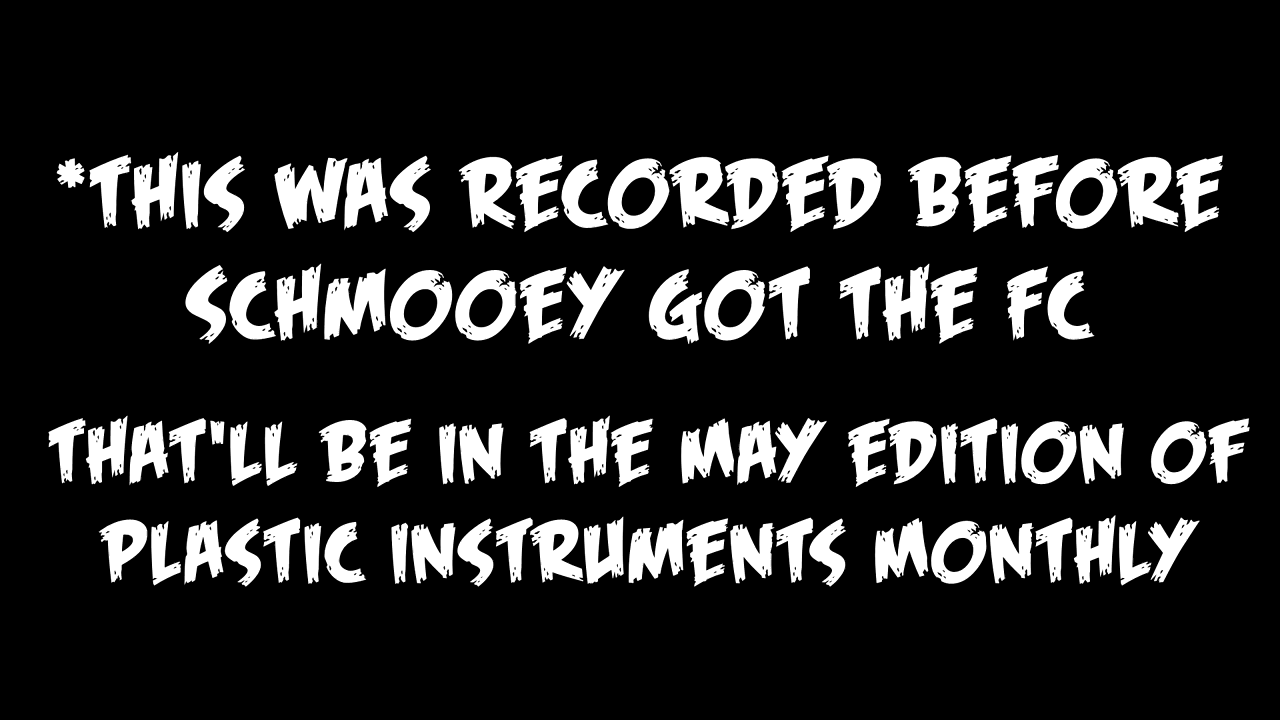 *THIS WAS RECORDED BEFORE
SCHMOOEY GOT THE FC
THAT'LL BE IN THE MAY EDITION OF
PLASTIC INSTRUMENTS MONTHLY